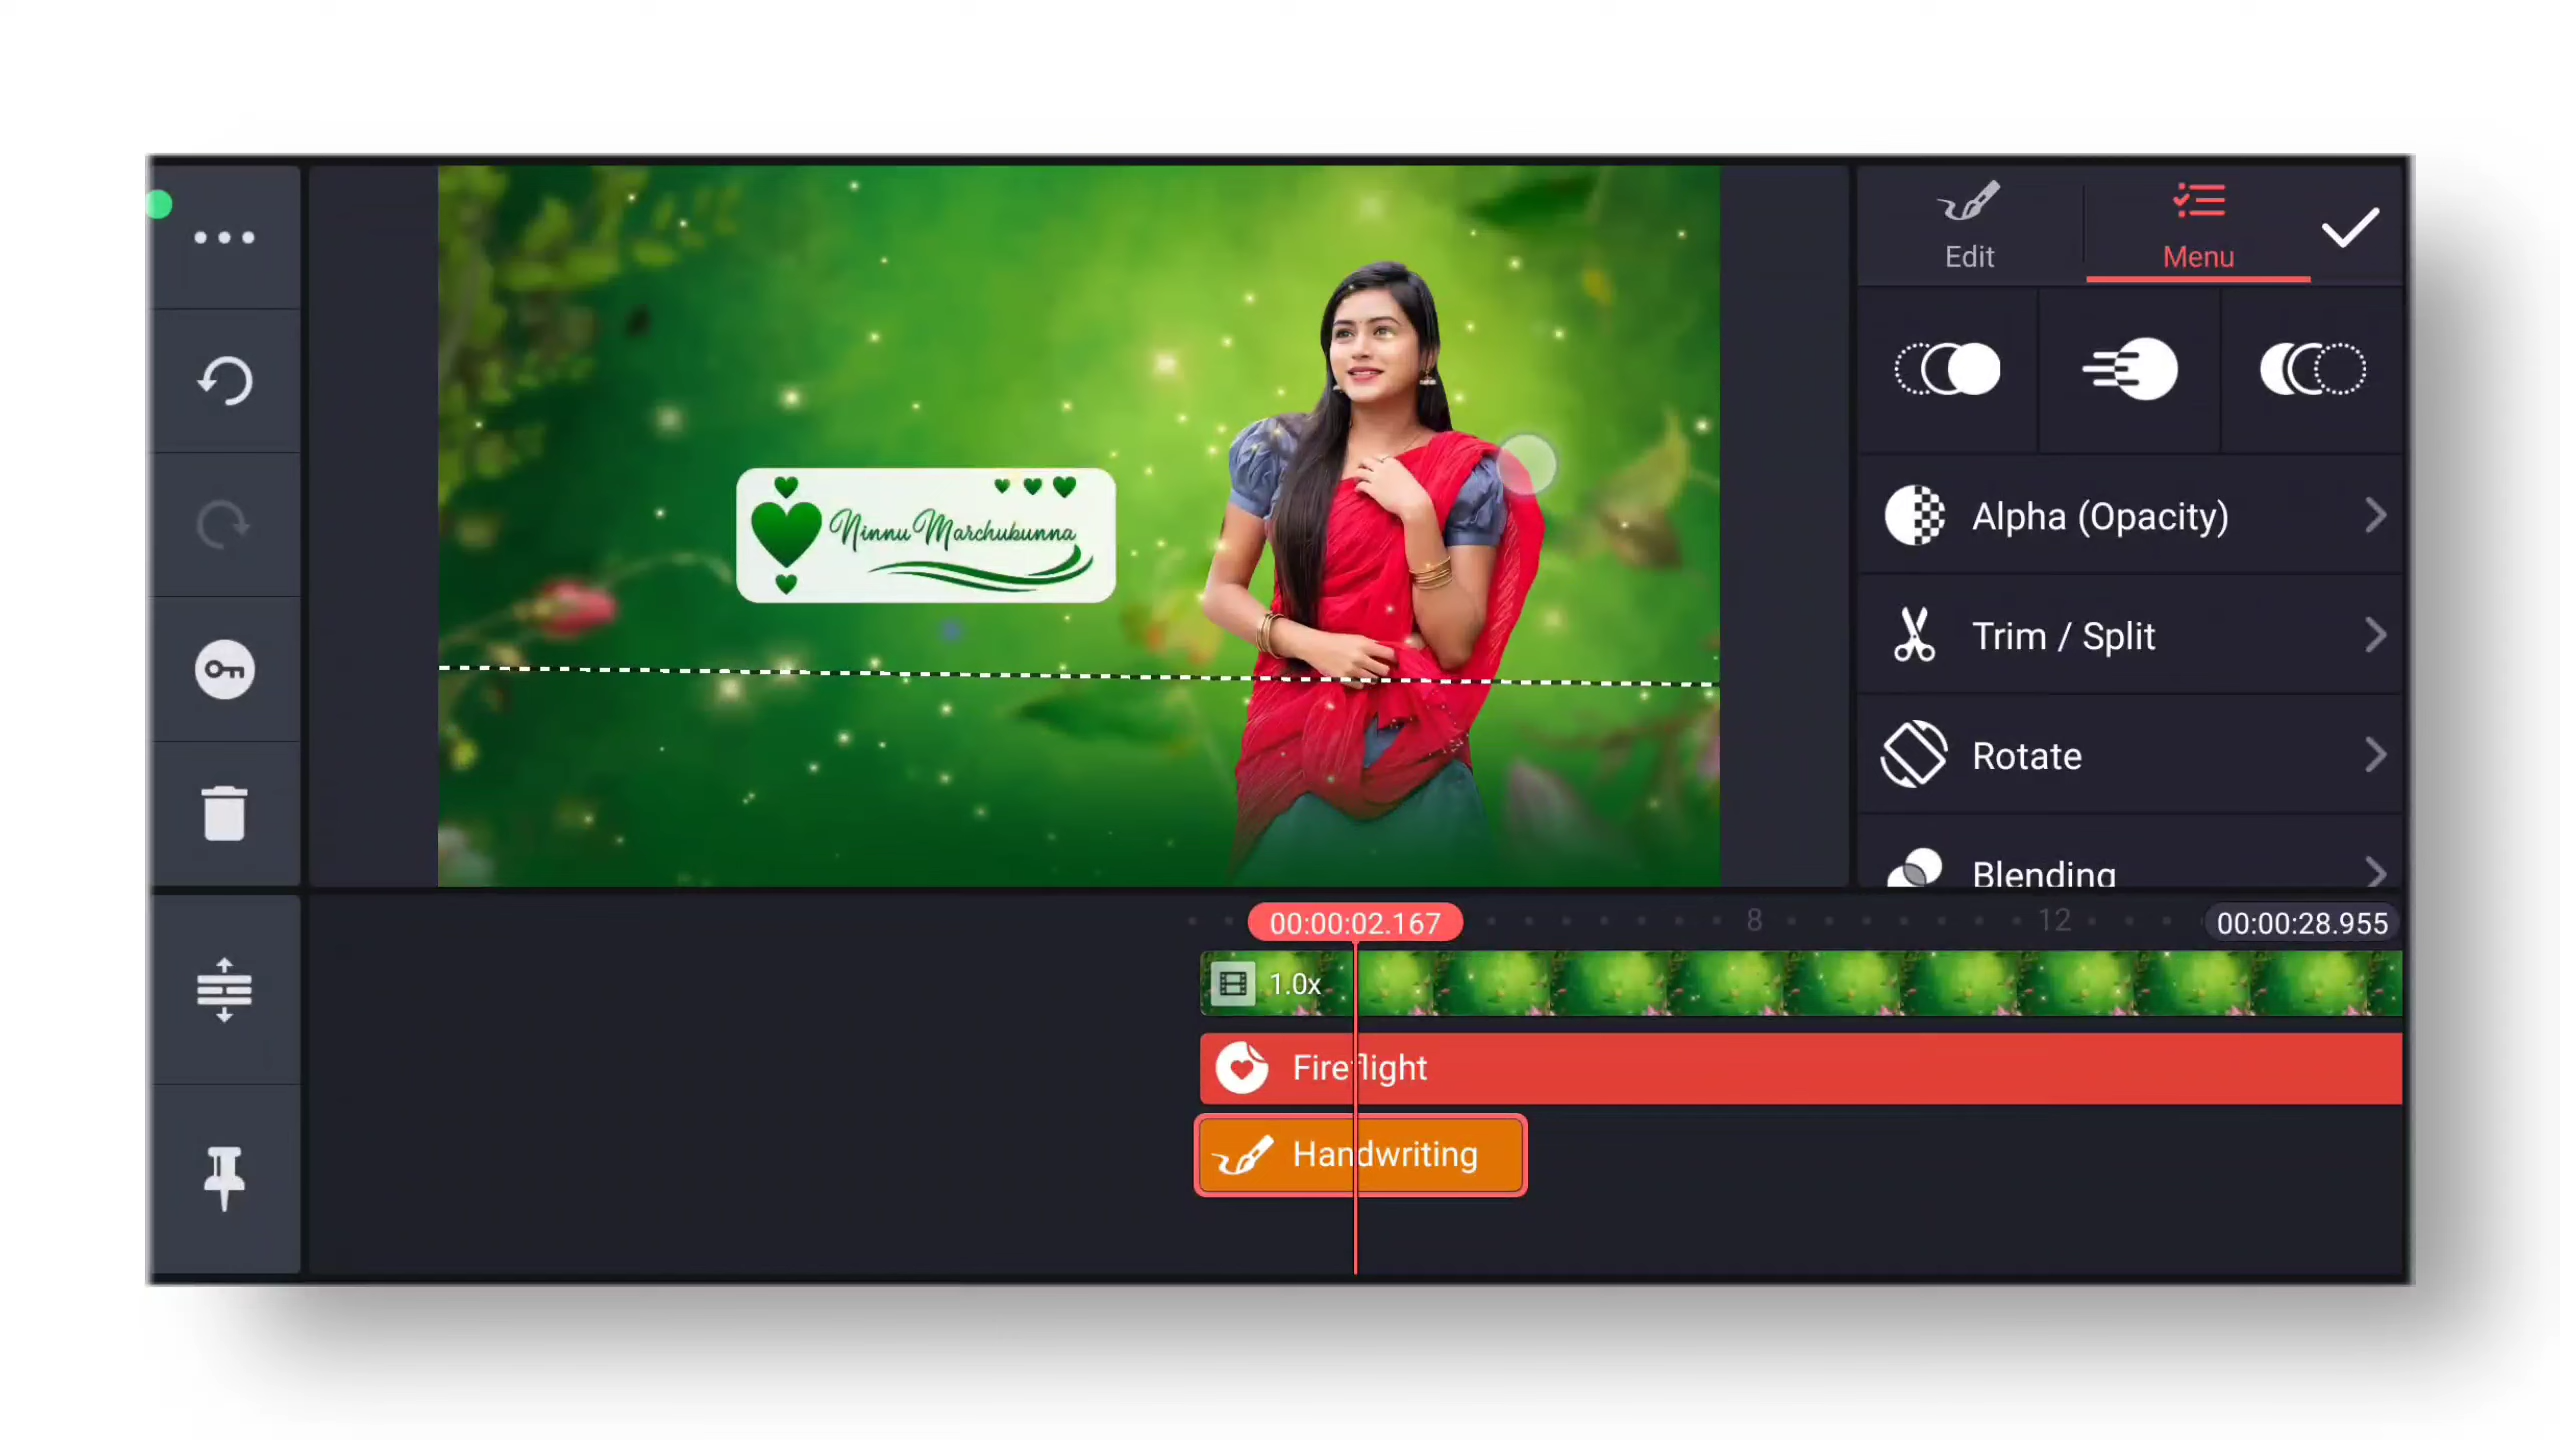 Edit
Menu
Ninnu Marchubunna
Alpha (Opacity)
Trim / Split
Rotate
Blending
00:00:02.167
8
12
00:00:28.955
1.0x
Fireflight
Handwriting